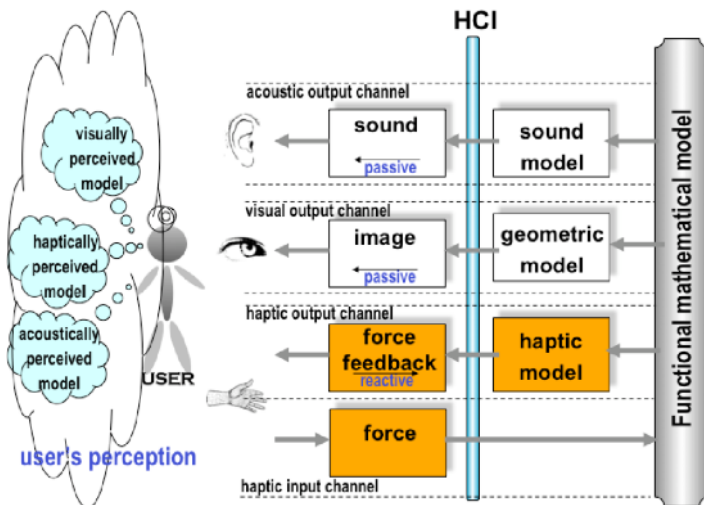 HCI
visually
perceived
model
haptically
perceived
model
acoustically
perceived
model
USER
user's perception
acoustic output channel
sound
passive
sound
model
visual output channel
image
passive
geometric
model
haptic output channel
force
feedback
reactive
haptic
model
force
haptic input channel
Functional mathematical model